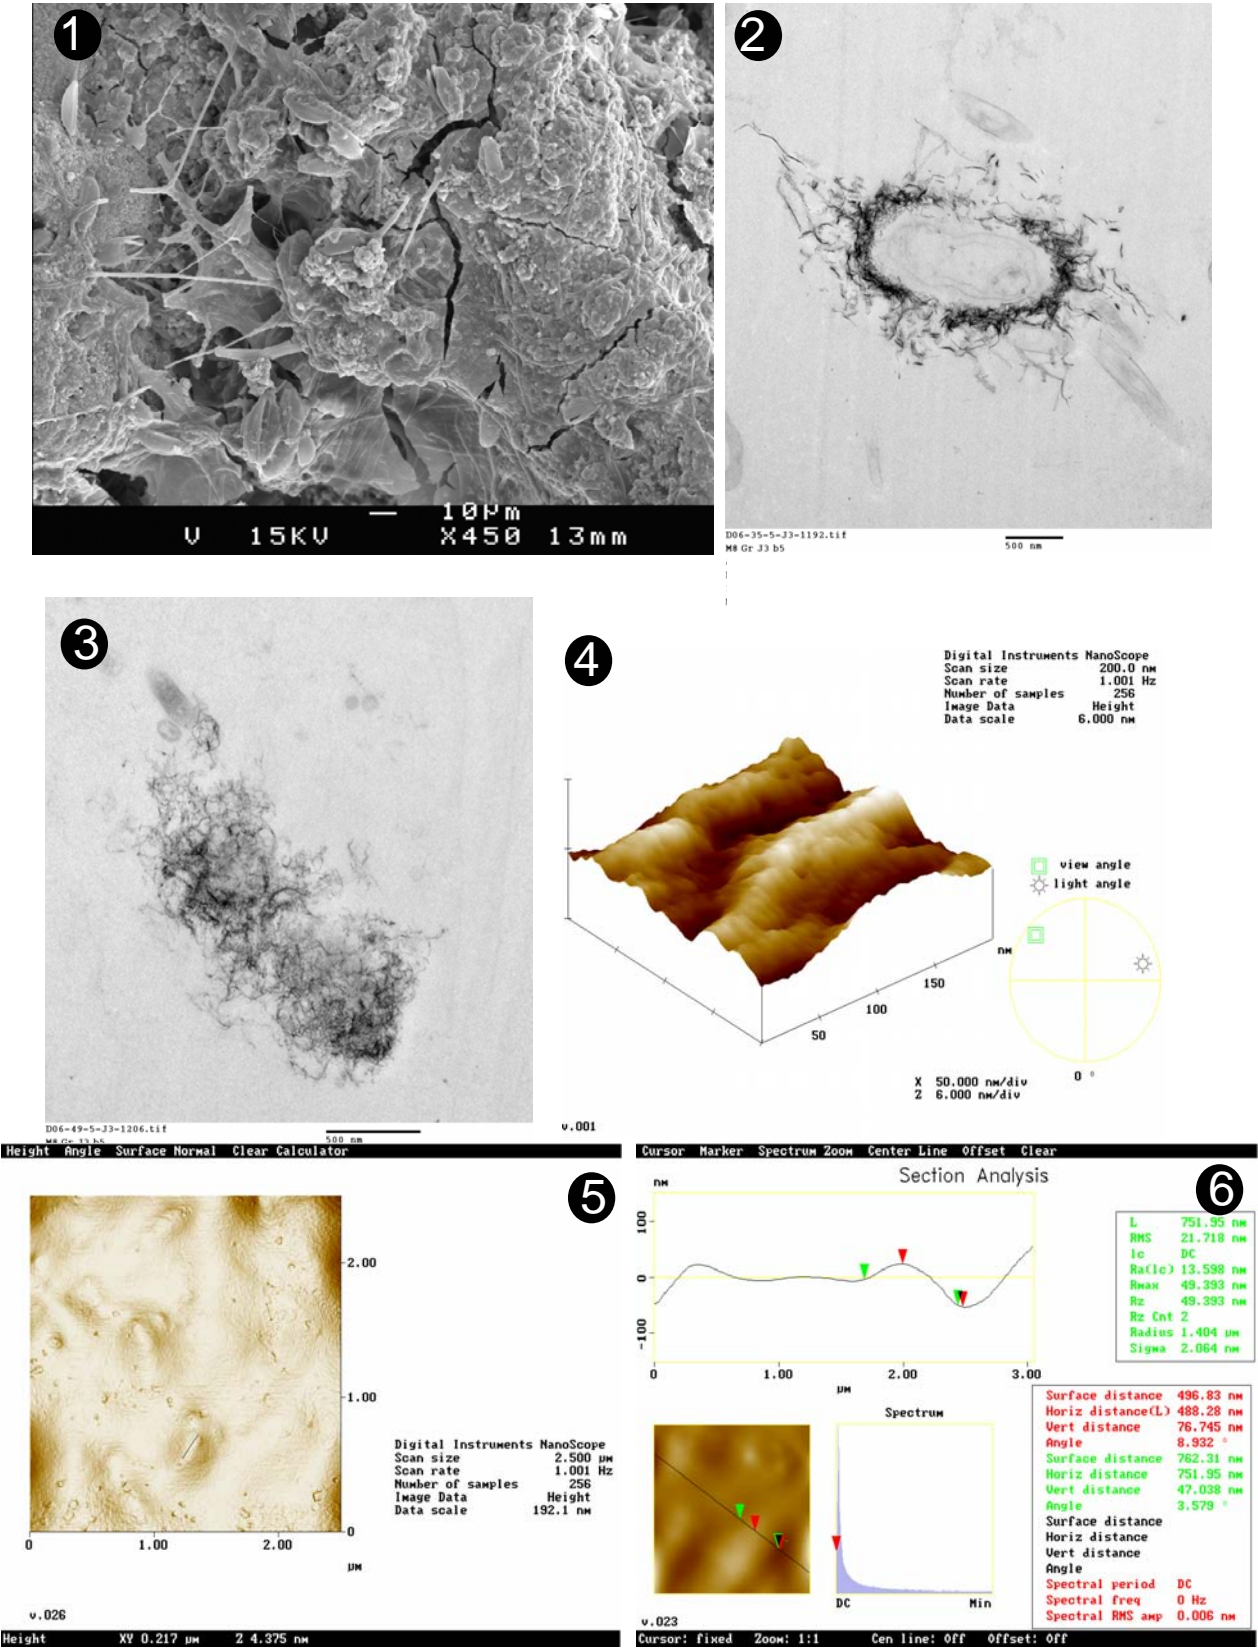 1
V 15KV 10μm X450 13mm
2
D06-35-5-J3-1192.tif
M8 Gr J3 b5
500 nm
3
D06-49-5-J3-1206.tif
M8 Gr J3 b5
500 nm
4
Digital Instruments NanoScope
Scan size 200.0 nm
Scan rate 1.001 Hz
Number of samples 256
Image Data Height
Data scale 6.000 nm
view angle
light angle
nm
150
100
50
0 °
X 50.000 nm/div
Z 6.000 nm/div
v.001
Height Angle Surface Normal Clear Calculator
5
2.00
1.00
0
0 1.00 2.00
μm
Digital Instruments NanoScope
Scan size 2.500 μm
Scan rate 1.001 Hz
Number of samples 256
Image Data Height
Data scale 192.1 nm
v.026
Height XY 0.217 μm Z 4.375 nm
Cursor Marker Spectrum Zoom Center Line Offset Clear
Section Analysis
6
nm
100
0
-100
0 1.00 2.00 3.00
μm
L 751.95 nm
RMS 21.718 nm
lc DC
Ra(lc) 13.598 nm
Rmax 49.393 nm
Rz 49.393 nm
Rz Cnt 2
Radius 1.404 μm
Sigma 2.064 nm
Spectrum
DC Min
Surface distance 496.83 nm
Horiz distance(L) 488.28 nm
Vert distance 76.745 nm
Angle 8.932 °
Surface distance 762.31 nm
Horiz distance 751.95 nm
Vert distance 47.038 nm
Angle 3.579 °
Surface distance
Horiz distance
Vert distance
Angle
Spectral period DC
Spectral freq 0 Hz
Spectral RMS amp 0.006 nm
v.023
Cursor: fixed Zoom: 1:1 Cen line: Off Offset: Off